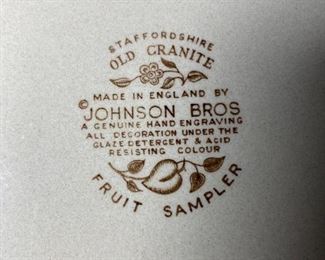 STAFFORDSHIRE
OLD GRANITE
MADE IN ENGLAND BY
© JOHNSON BROS
A GENUINE HAND ENGRAVING
ALL DECORATION UNDER THE
GLAZE DETERGENT & ACID
RESISTING COLOUR
FRUIT SAMPLER